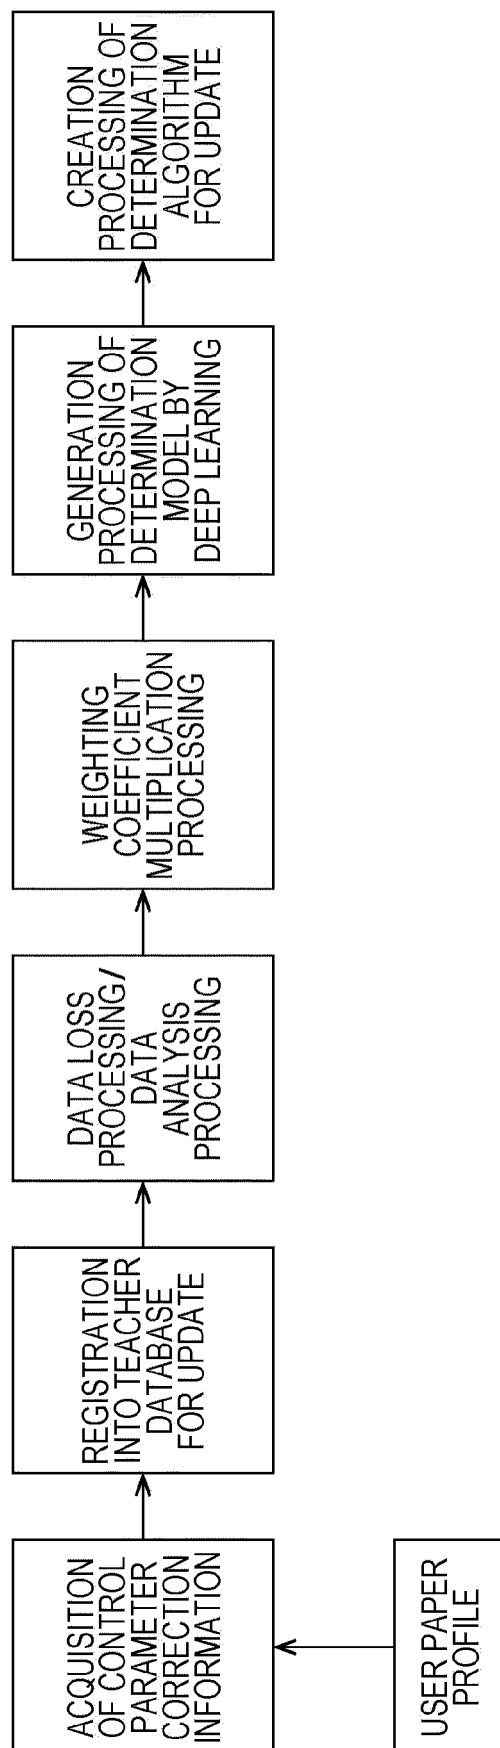 ACQUISITION
OF CONTROL
PARAMETER
CORRECTION
INFORMATION
REGISTRATION
INTO TEACHER
DATABASE
FOR UPDATE
DATA LOSS
PROCESSING/
DATA
ANALYSIS
PROCESSING
WEIGHTING
COEFFICIENT
MULTIPLICATION
PROCESSING
GENERATION
PROCESSING OF
DETERMINATION
MODEL BY
DEEP LEARNING
CREATION
PROCESSING OF
DETERMINATION
ALGORITHM
FOR UPDATE
USER PAPER
PROFILE